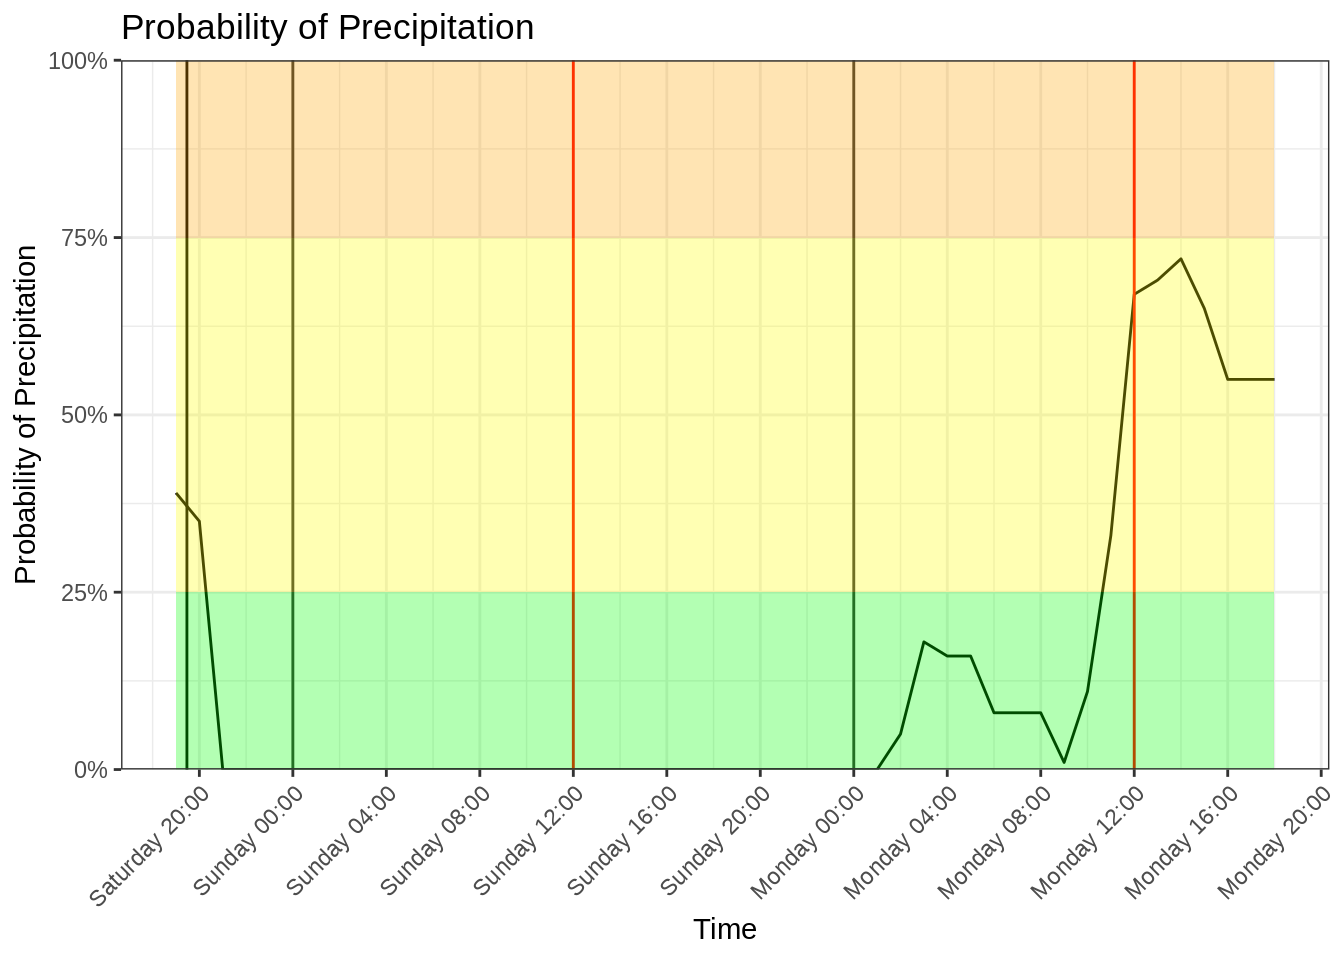 Probability of Precipitation
Probability of Precipitation
100%
75%
50%
25%
0%
Saturday 20:00
Sunday 00:00
Sunday 04:00
Sunday 08:00
Sunday 12:00
Sunday 16:00
Sunday 20:00
Monday 00:00
Monday 04:00
Monday 08:00
Monday 12:00
Monday 16:00
Monday 20:00
Time